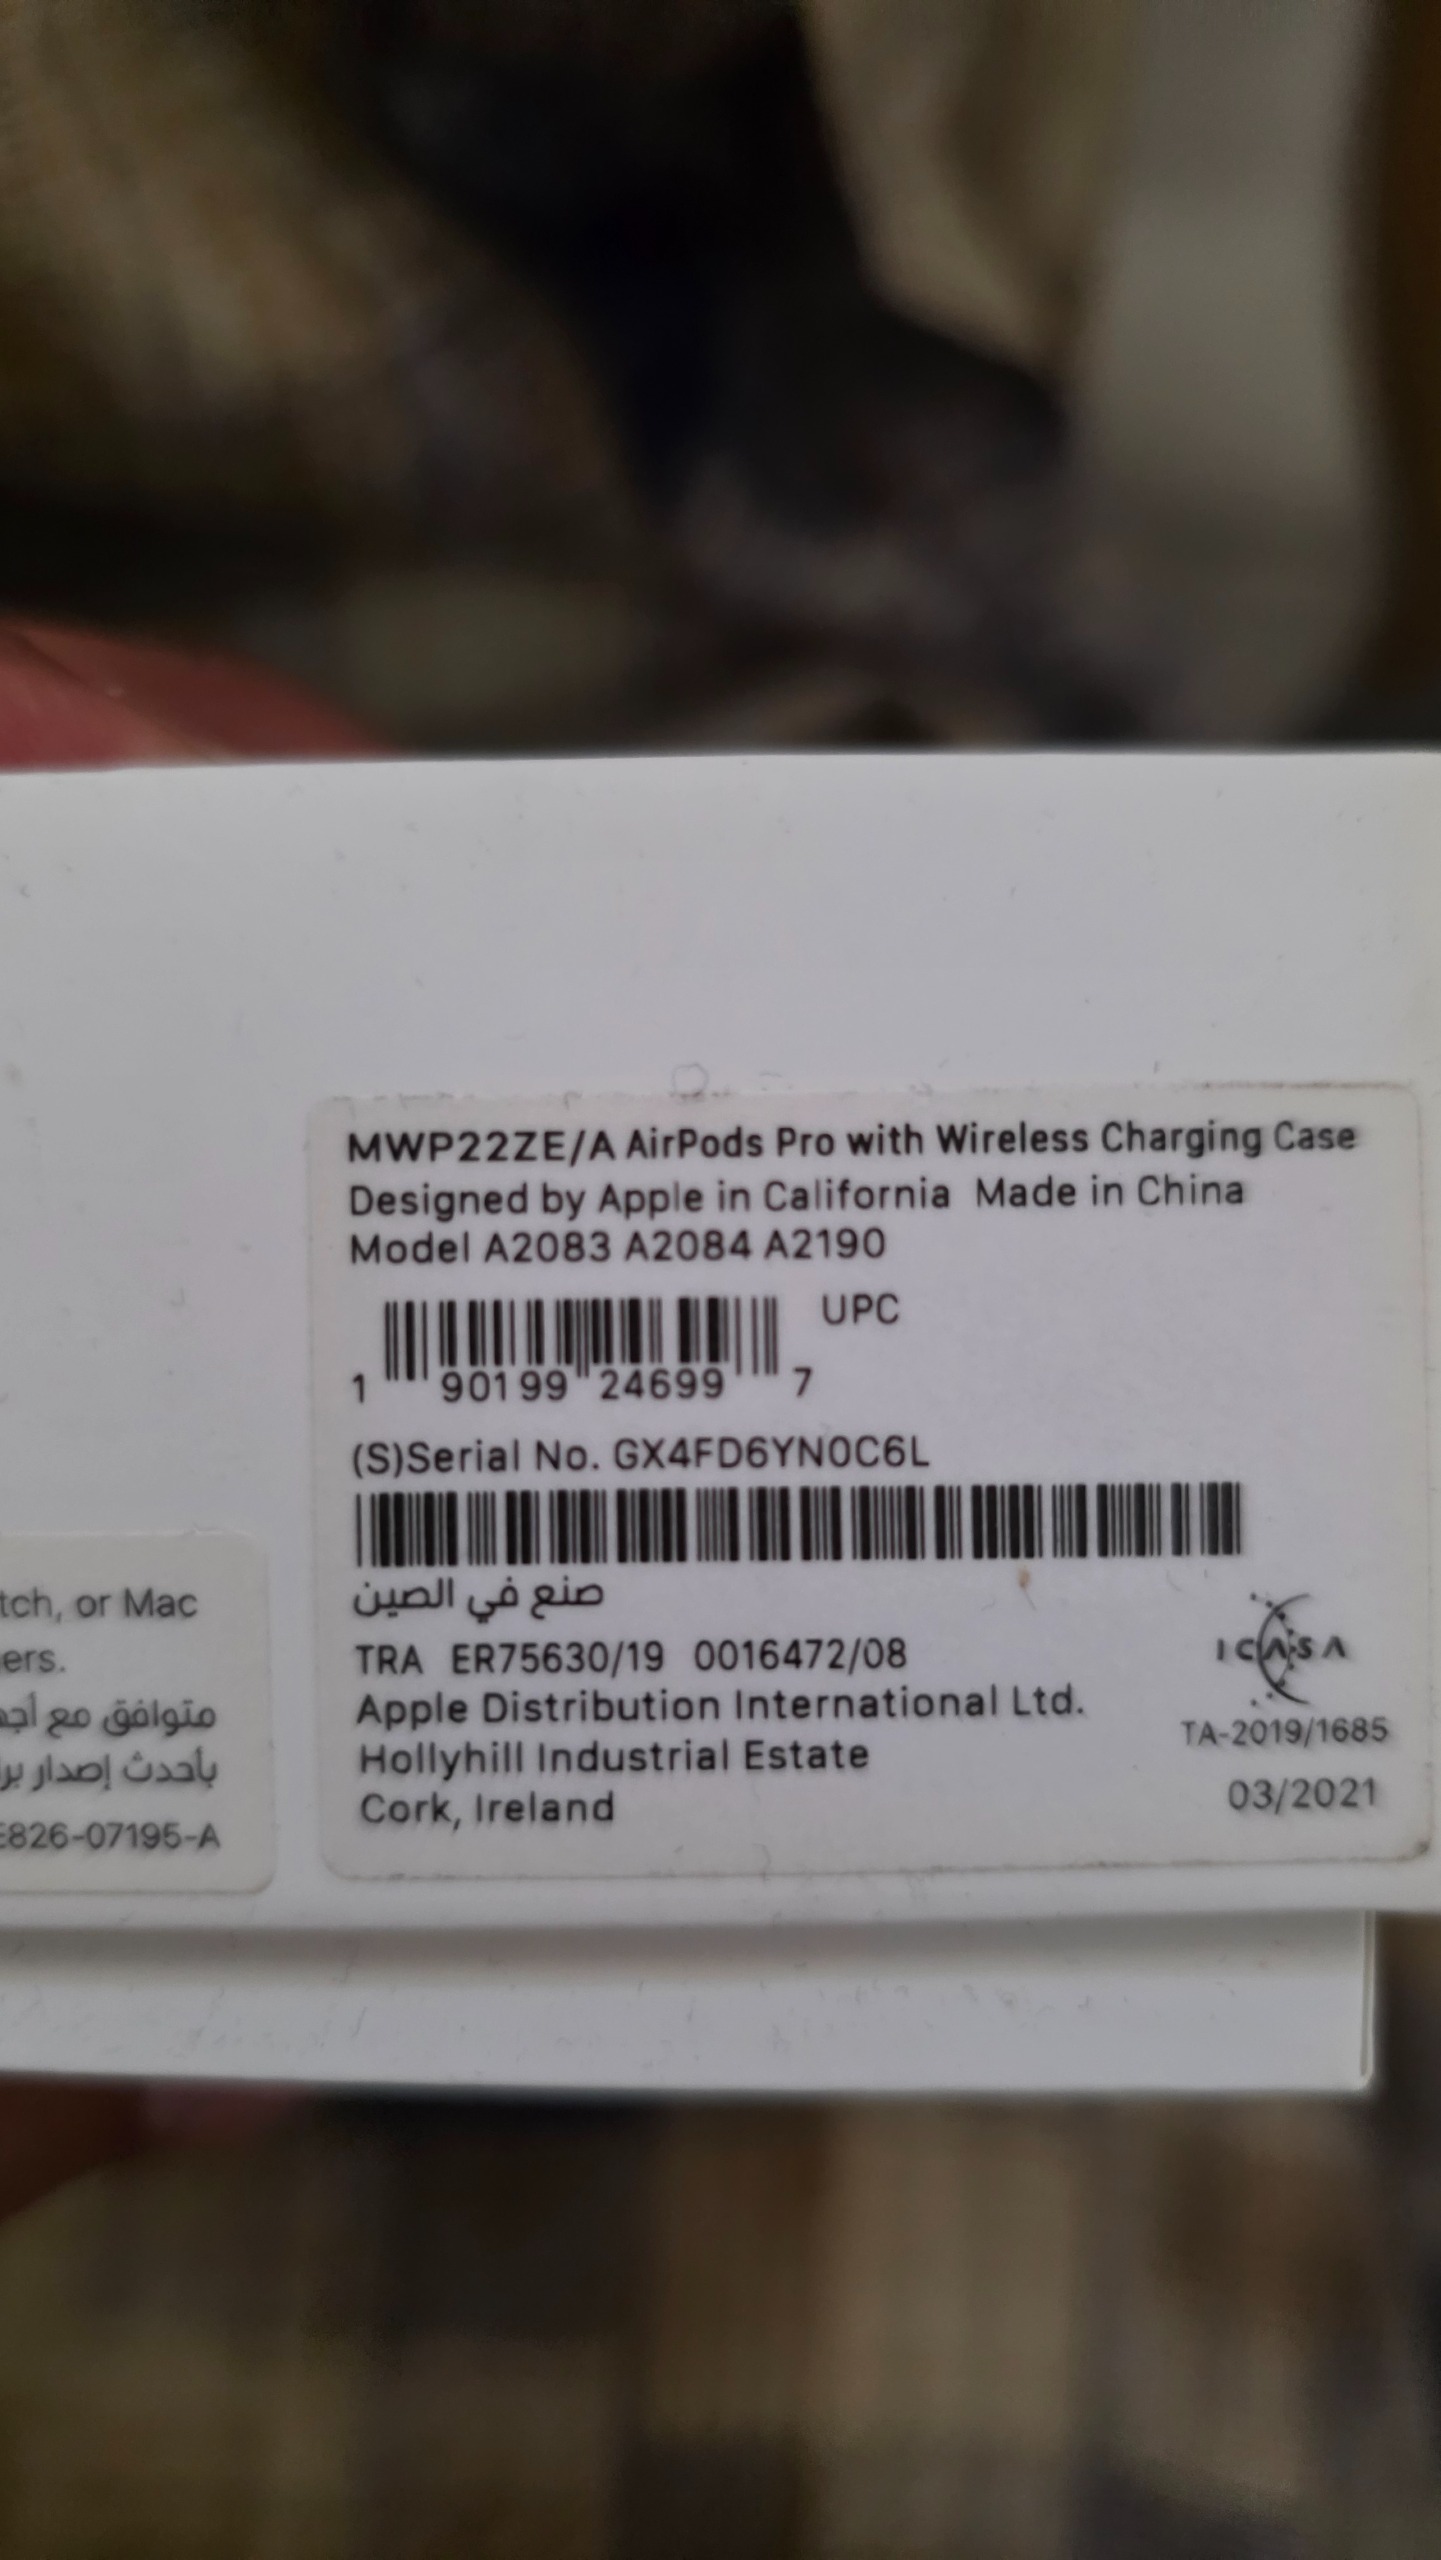 MWP22ZE/A AirPods Pro with Wireless Charging Case
Designed by Apple in California Made in China
Model A2083 A2084 A2190
UPC
1 90199 24699 7
(S)Serial No. GX4FD6YN0C6L
صنع في الصين
TRA ER75630/19 0016472/08
Apple Distribution International Ltd.
Hollyhill Industrial Estate
Cork, Ireland
ICASA
TA-2019/1685
03/2021
or Mac
متوافق مع
بأحدث إصدار
826-07195-A